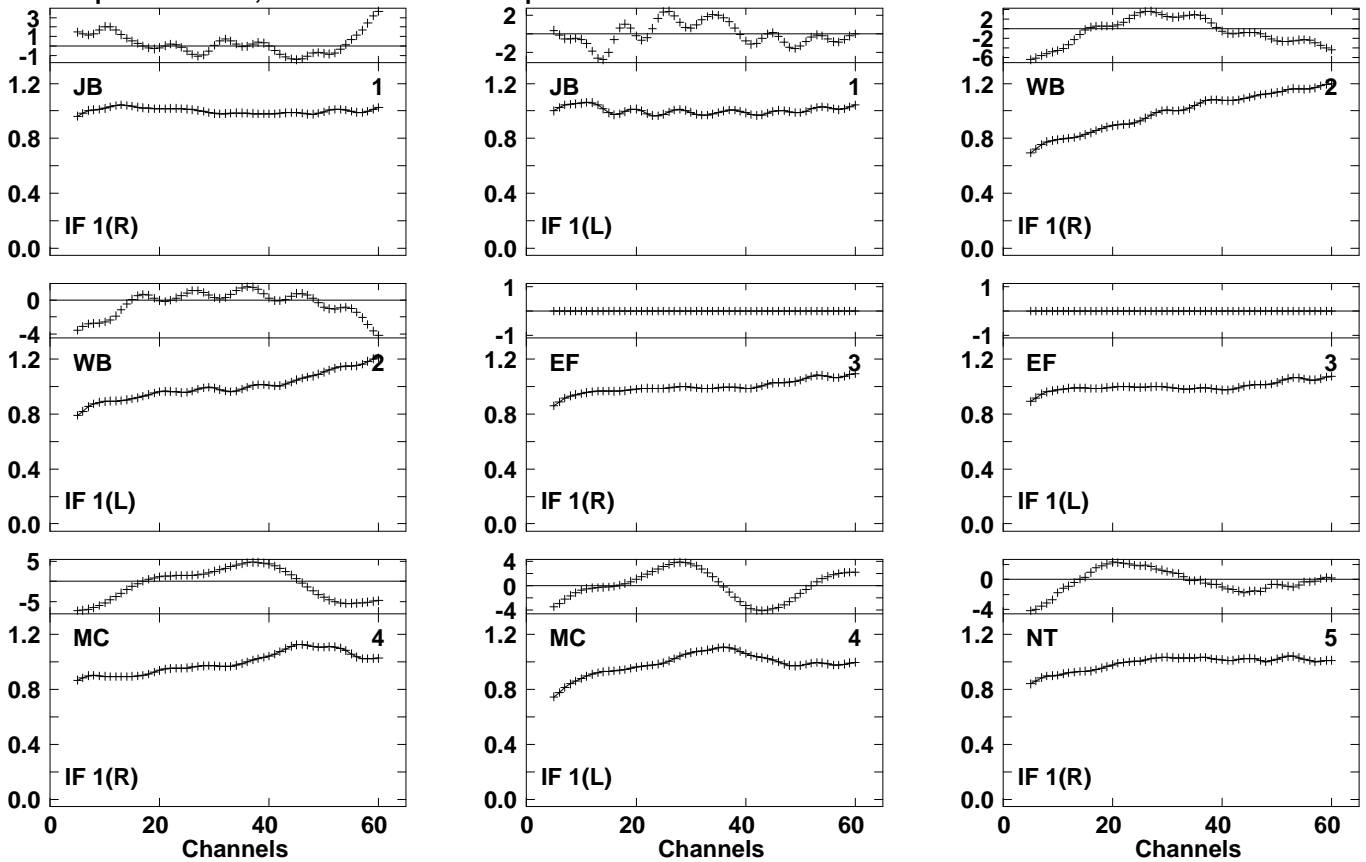 3 1 -1
2 0 -2
2 -2 -6
1.2 JB 1
1.2 JB 1
1.2 WB 2
0.8
0.8
0.8
0.4
0.4
0.4
IF 1(R)
IF 1(L)
IF 1(R)
0.0
0.0
0.0
0 -4
1 -1
1 -1
1.2 WB 2
1.2 EF 3
1.2 EF 3
0.8
0.8
0.8
0.4
0.4
0.4
IF 1(L)
IF 1(R)
IF 1(L)
0.0
0.0
0.0
5 -5
4 0 -4
0 -4
1.2 MC 4
1.2 MC 4
1.2 NT 5
0.8
0.8
0.8
0.4
0.4
0.4
IF 1(R)
IF 1(L)
IF 1(R)
0.0
0.0
0.0
0 20 40 60
0 20 40 60
0 20 40 60
Channels
Channels
Channels